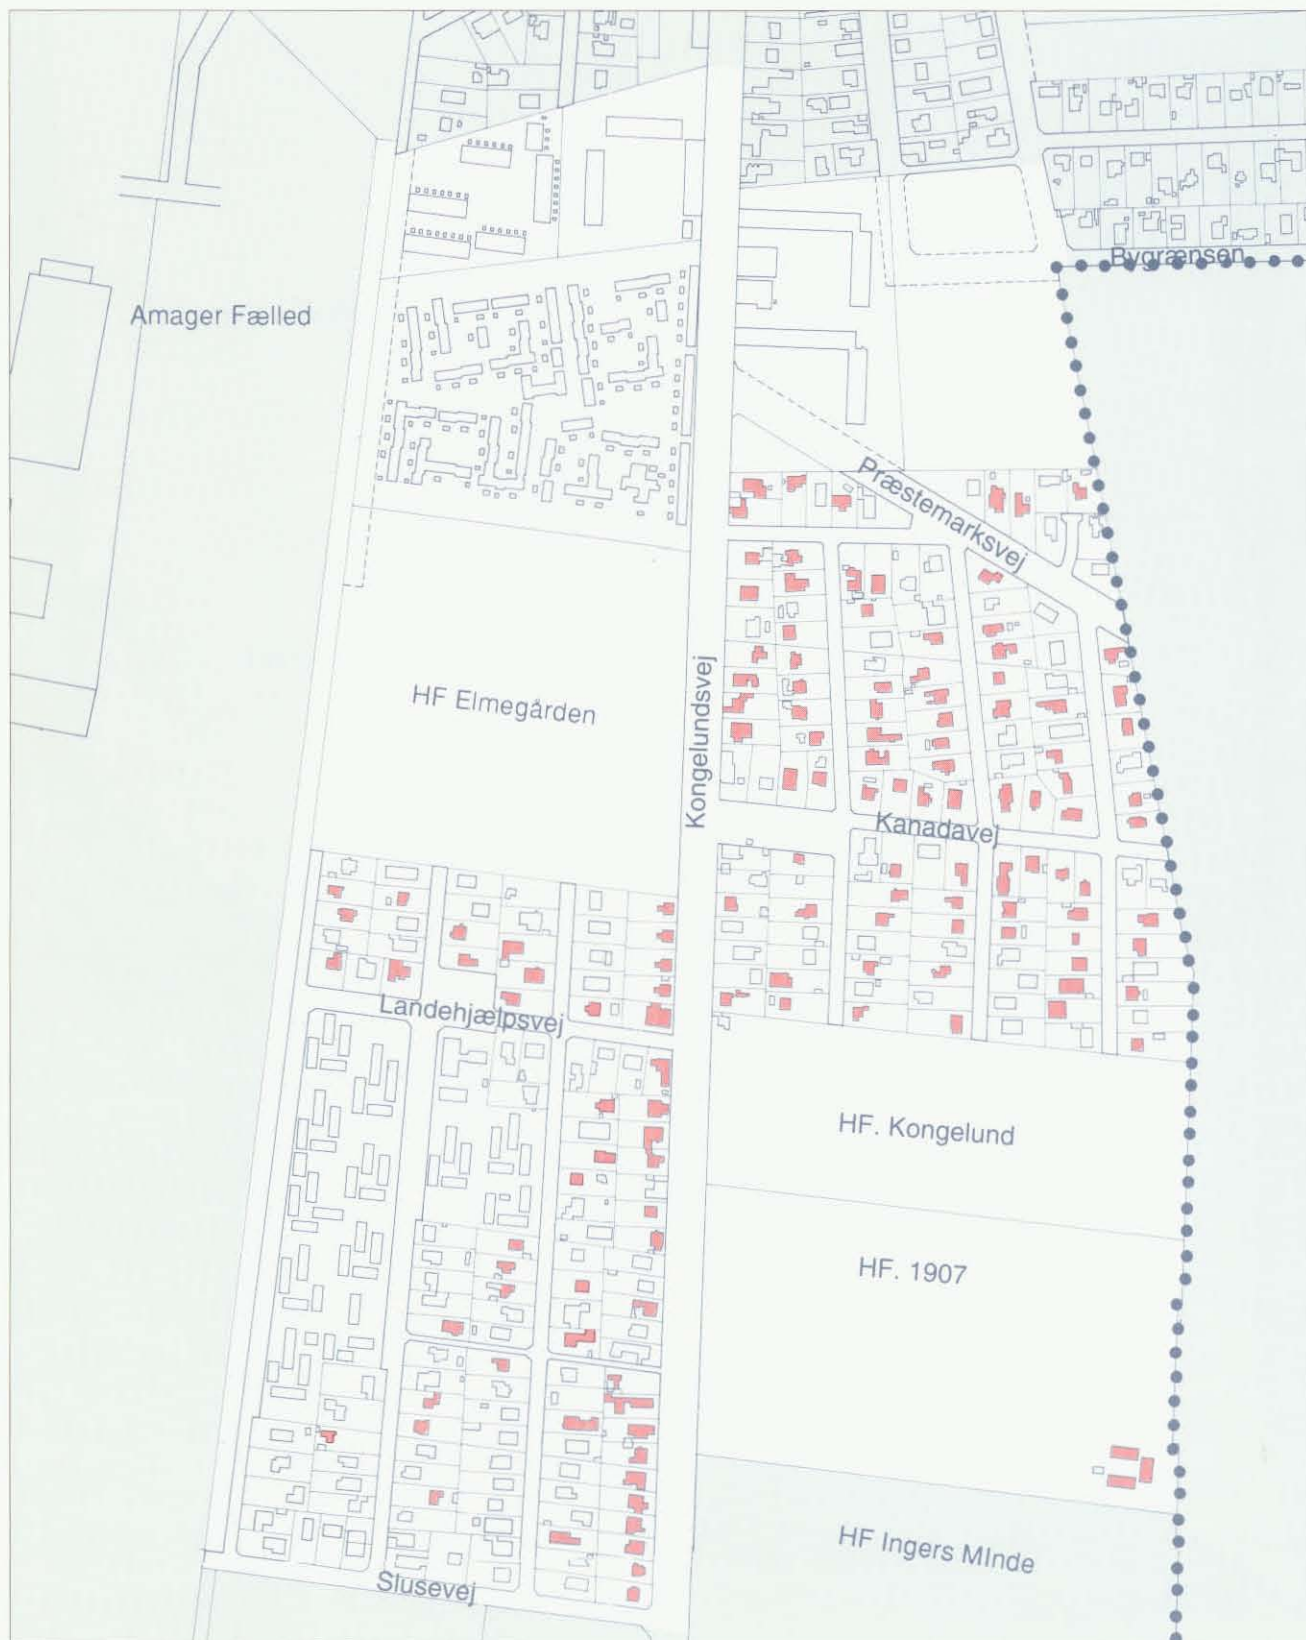 Bygrænsen
Amager Fælled
Præstemarksvej
HF Elmegården
Kongelundsvej
Kanadavej
Landehjælpsvej
HF. Kongelund
HF. 1907
HF Ingers MInde
Slusevej